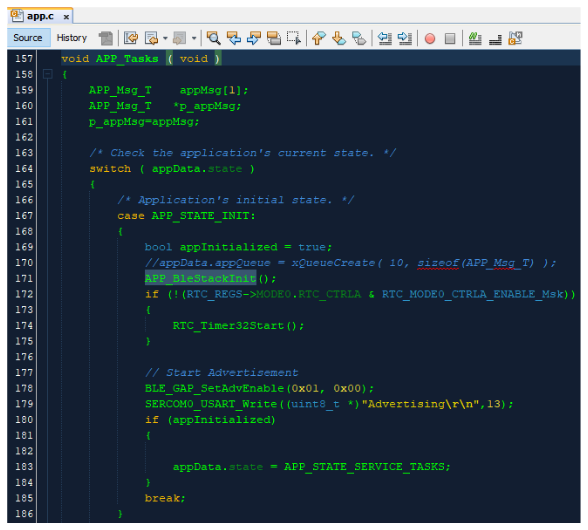 app.c x
Source History
157 void APP_Tasks ( void )
158 {
159 APP_Msg_T appMsg[1];
160 APP_Msg_T *p_appMsg;
161 p_appMsg=appMsg;
162
163 /* Check the application's current state. */
164 switch ( appData.state )
165 {
166 /* Application's initial state. */
167 case APP_STATE_INIT:
168 {
169 bool appInitialized = true;
170 //appData.appQueue = xQueueCreate( 10, sizeof(APP_Msg_T) );
171 APP_BleStackInit();
172 if (!(RTC_REGS->MODE0.RTC_CTRLA & RTC_MODE0_CTRLA_ENABLE_Msk))
173 {
174 RTC_Timer32Start();
175 }
176
177 // Start Advertisement
178 BLE_GAP_SetAdvEnable(0x01, 0x00);
179 SERCOM0_USART_Write((uint8_t *)"Advertising\r\n",13);
180 if (appInitialized)
181 {
182
183 appData.state = APP_STATE_SERVICE_TASKS;
184 }
185 break;
186 }